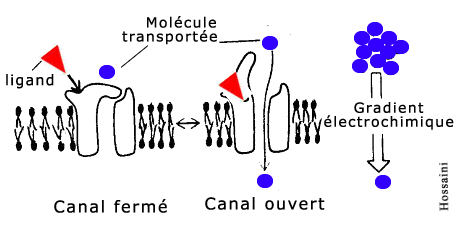 Molécule
transportée
ligand
Gradient
électrochimique
Canal fermé
Canal ouvert
Hossaini